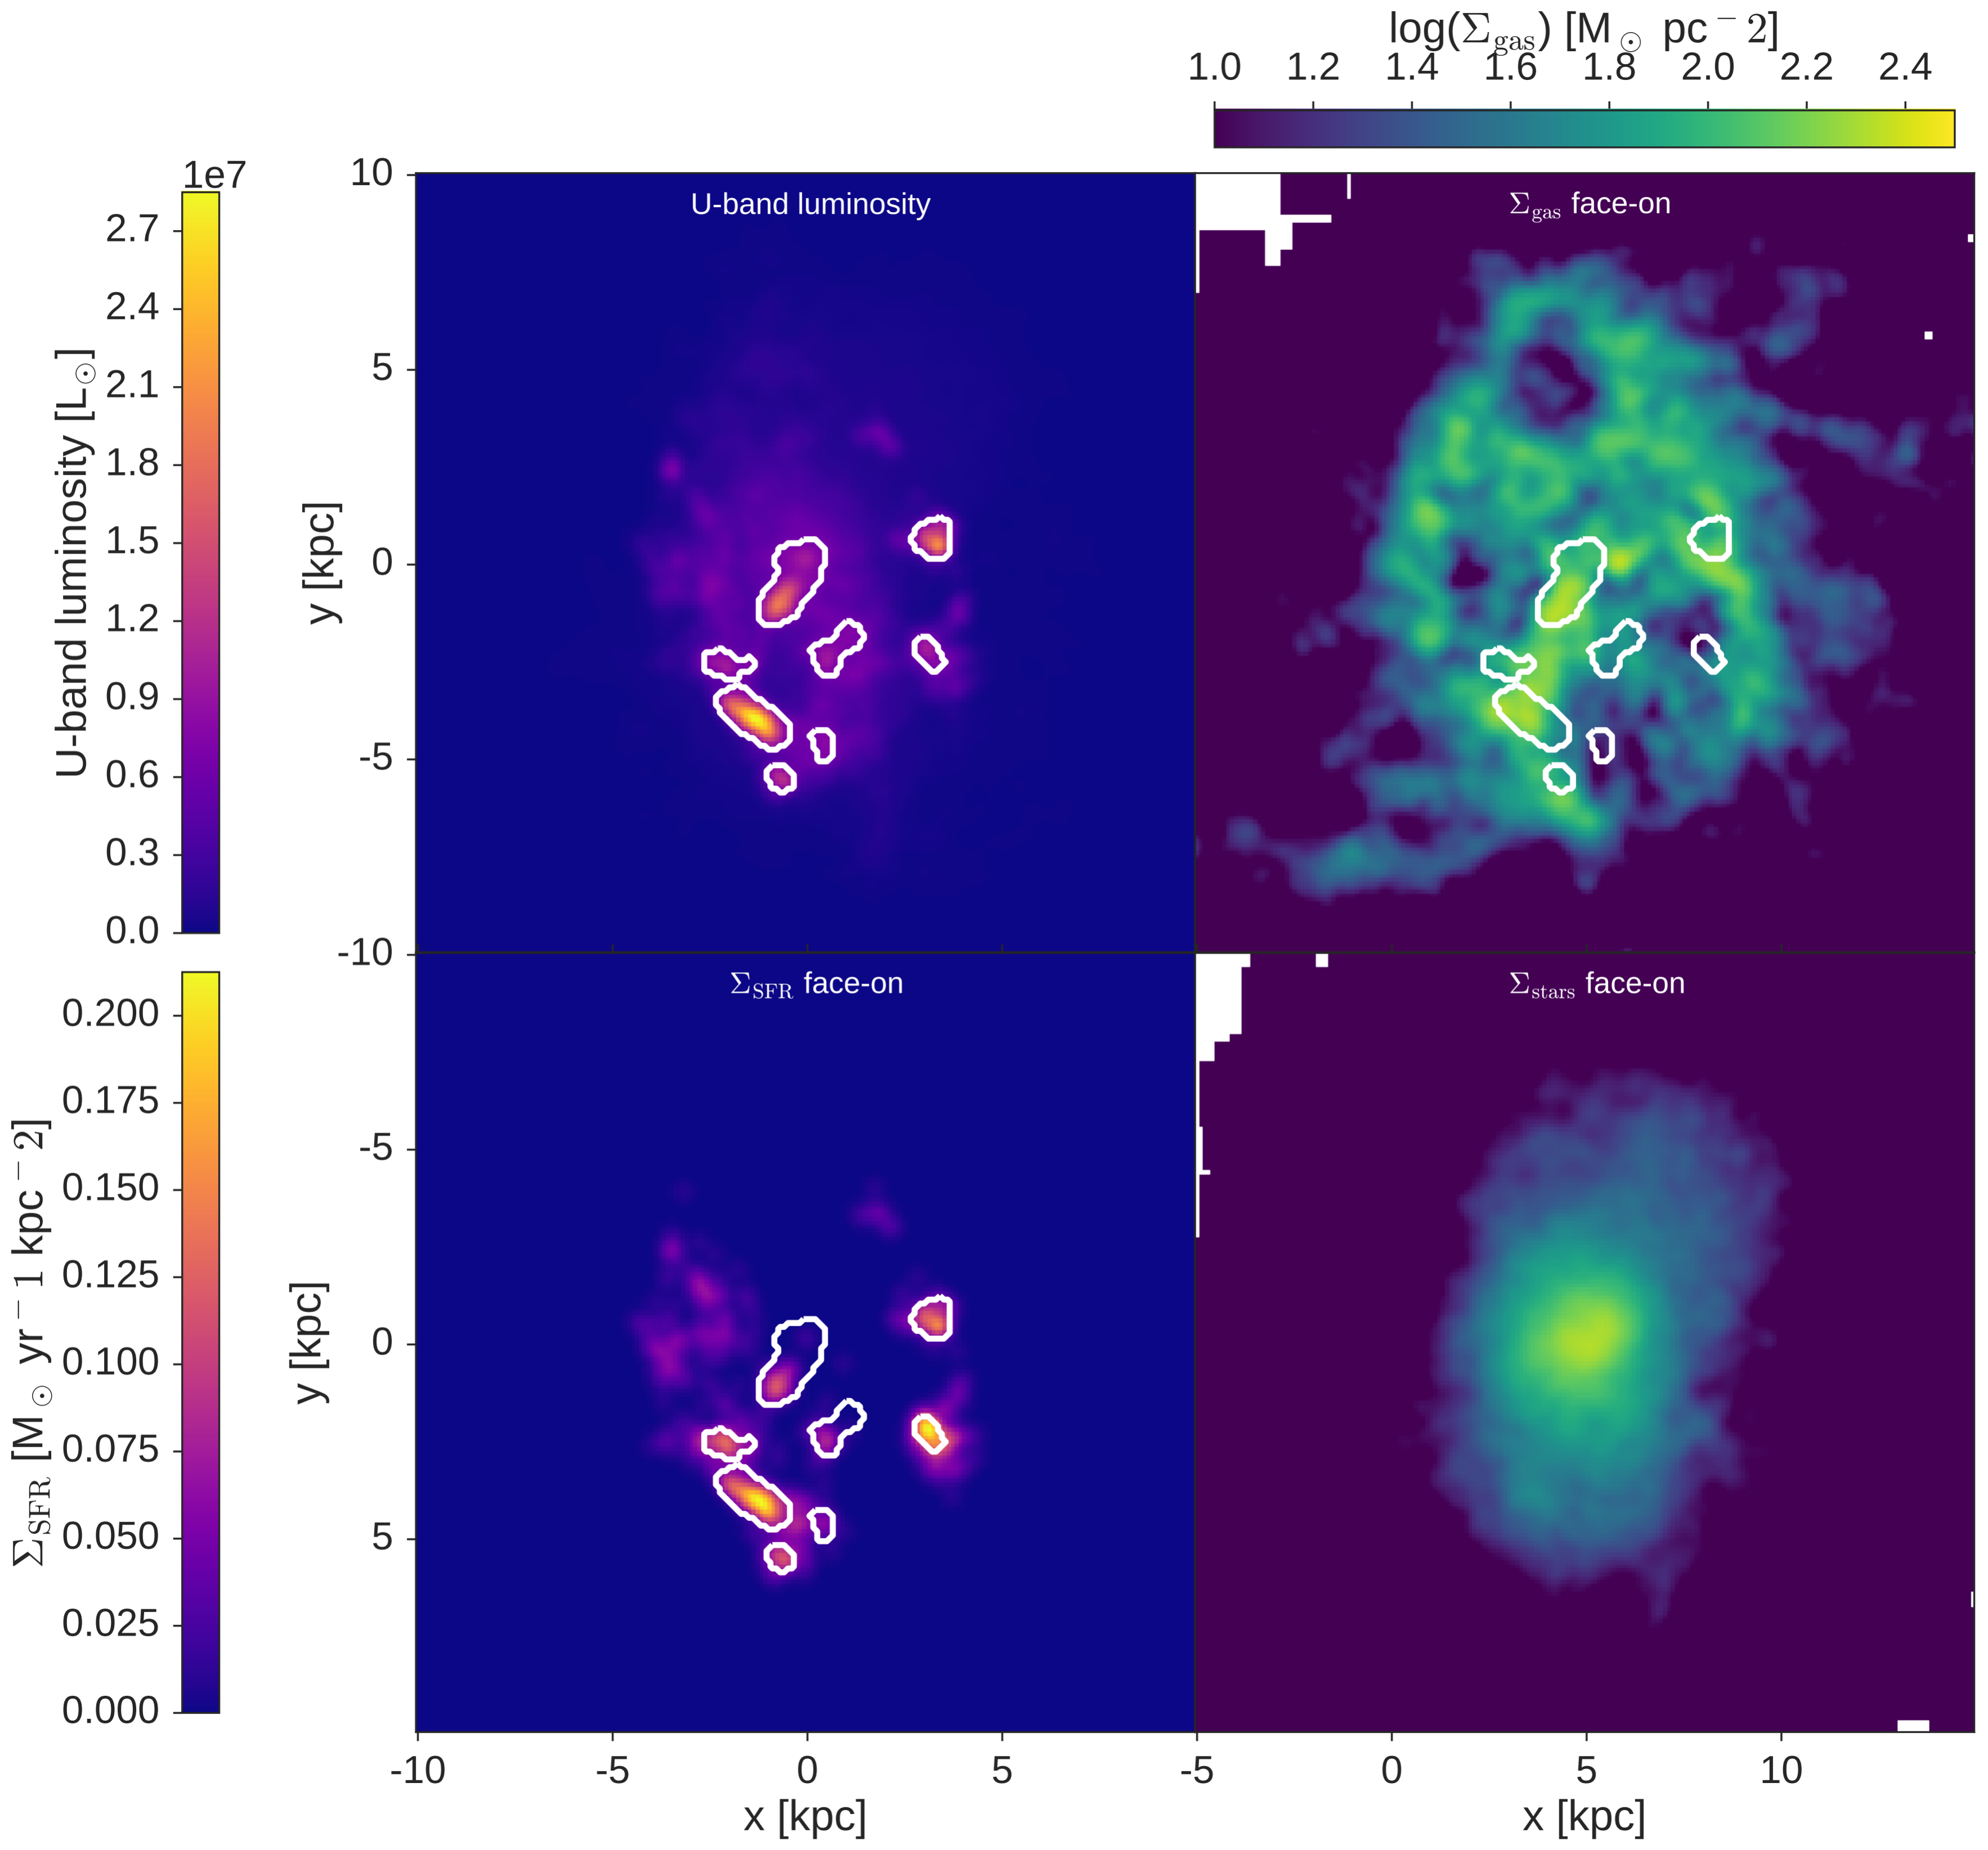 log(Σgas) [M⊙ pc − 2]
1.0 1.2 1.4 1.6 1.8 2.0 2.2 2.4
1e7
U-band luminosity [L⊙]
2.7
2.4
2.1
1.8
1.5
1.2
0.9
0.6
0.3
0.0
y [kpc]
10
5
0
-5
-10
U-band luminosity
Σgas face-on
ΣSFR [M⊙ yr − 1 kpc − 2]
0.200
0.175
0.150
0.125
0.100
0.075
0.050
0.025
0.000
y [kpc]
-5
0
5
ΣSFR face-on
Σstars face-on
-10 -5 0 5
-5 0 5 10
x [kpc]
x [kpc]